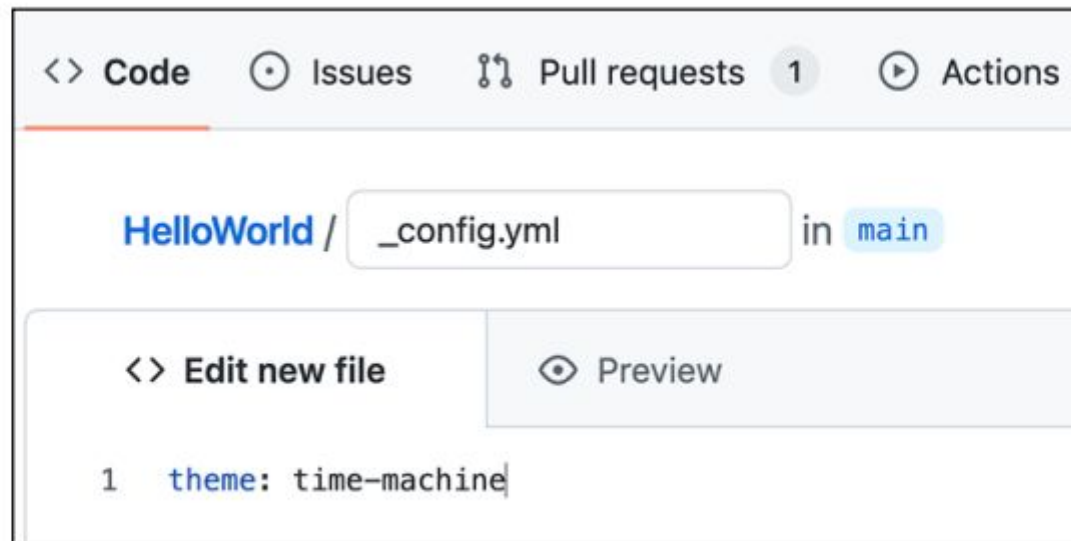 Code Issues Pull requests 1 Actions
HelloWorld / _config.yml in main
Edit new file Preview
1 theme: time-machine